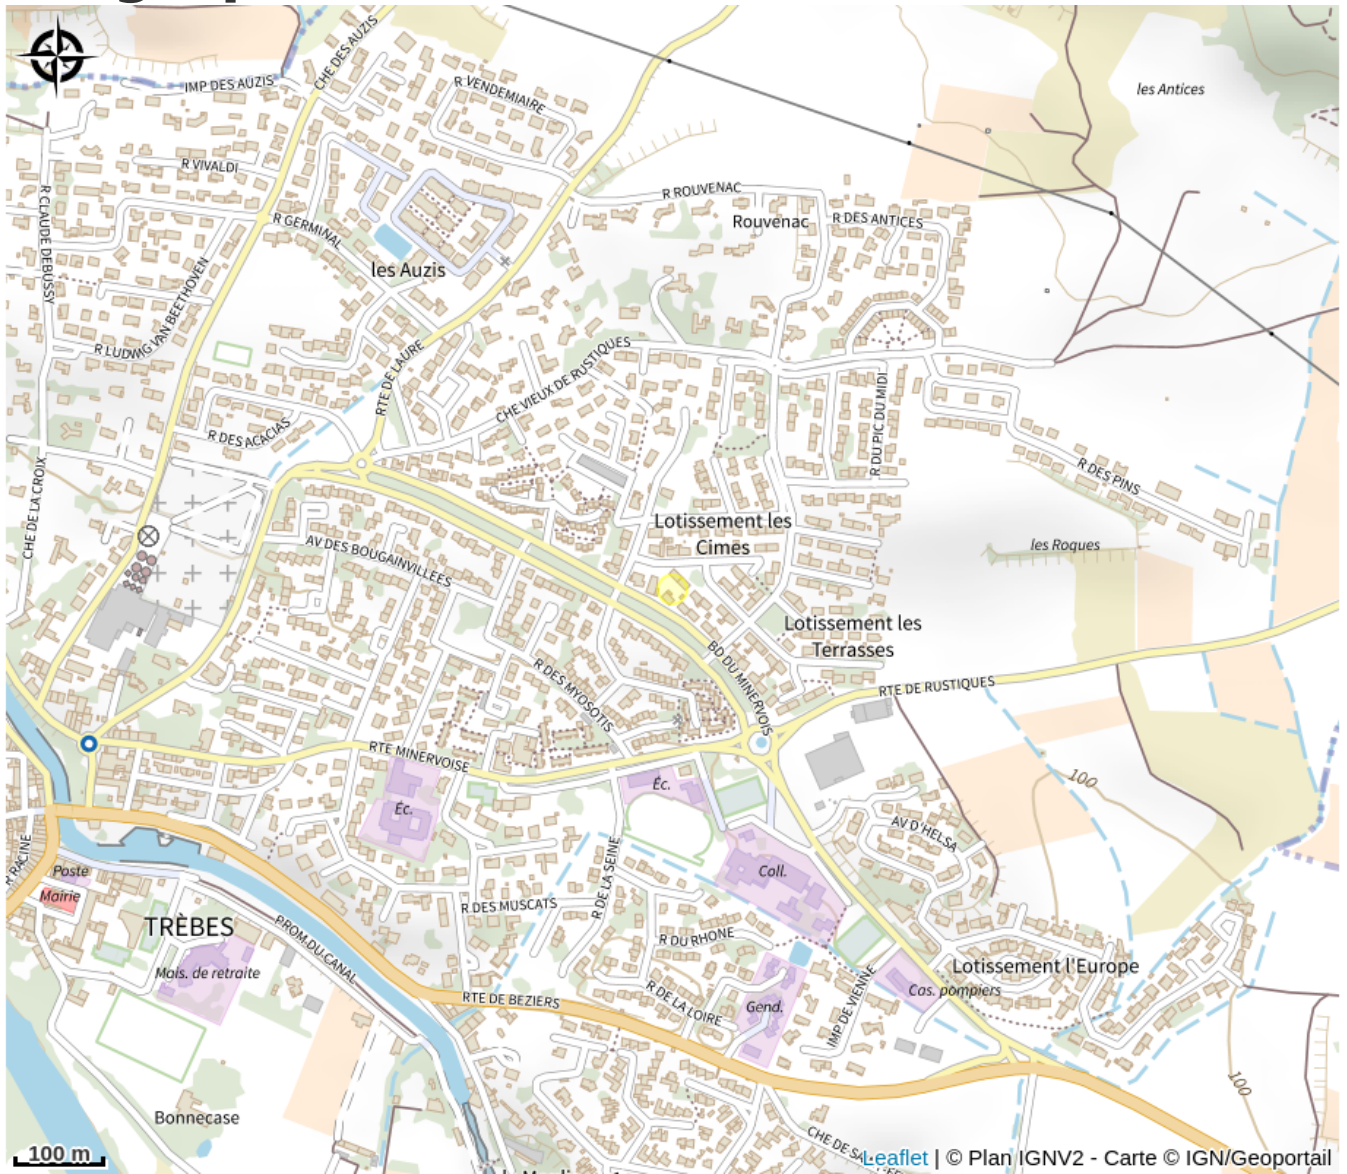 CHE DES AUZIS
IMP DES AUZIS
R VENDEMIAIRE
les Antices
R VIVALDI
R CLAUDE DEBUSSY
R ROUVENAC
Rouvenac
R DES ANTICES
R GERMINAL
les Auzis
R LUDWIG VAN BEETHOVEN
RTE DE LAURE
CHE VIEUX DE RUSTIQUES
R DU PIC DU MIDI
R DES ACACIAS
CHE DE LA CROIX
R DES PINS
Lotissement les
Cimes
AV DES BOUGAINVILLEES
les Roques
Lotissement les
Terrasses
BD DU MINERVOIS
R DES MYOSOTIS
RTE DE RUSTIQUES
RTE MINERVOISE
Éc.
Éc.
100
AV D'HELSA
R RACINE
Poste
Mairie
Coll.
R DE LA SEINE
R DES MUSCATS
TRÈBES
PROM DU CANAL
R DU RHONE
Lotissement l'Europe
Mais. de retraite
Cas. pompiers
RTE DE BEZIERS
R DE LA LOIRE
Gend.
IMP DE VIENNE
100
Bonnecase
100 m
Leaflet | © Plan IGNV2 - Carte © IGN/Geoportail